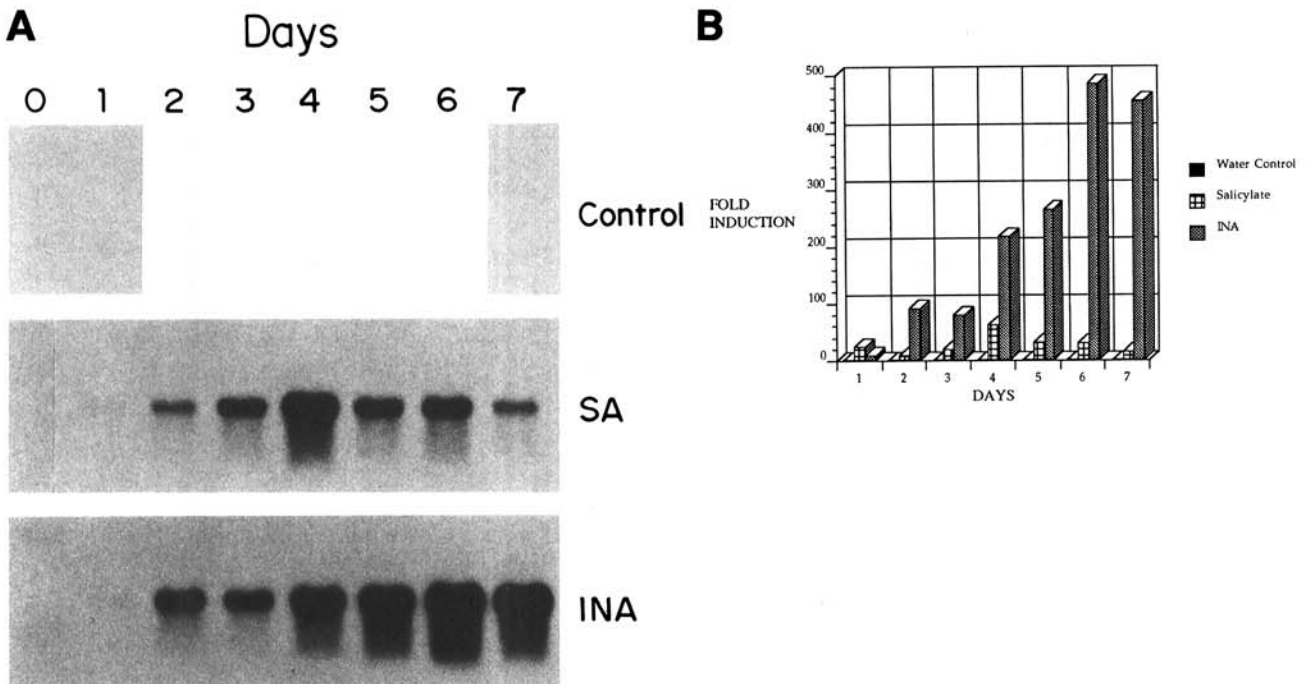 A
Days
0 1 2 3 4 5 6 7
Control
SA
INA
B
500
400
300
200
100
0
FOLD
INDUCTION
1 2 3 4 5 6 7
DAYS
Water Control
Salicylate
INA